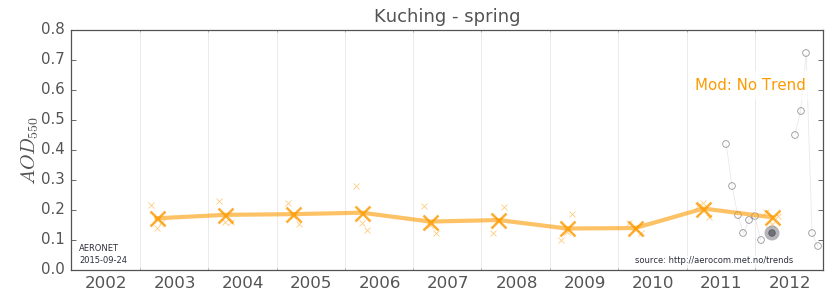 Kuching - spring
0.8
0.7
0.6
0.5
0.4
0.3
0.2
0.1
0.0
AOD550
Mod: No Trend
AERONET
2015-09-24
source: http://aerocom.met.no/trends
2002 2003 2004 2005 2006 2007 2008 2009 2010 2011 2012